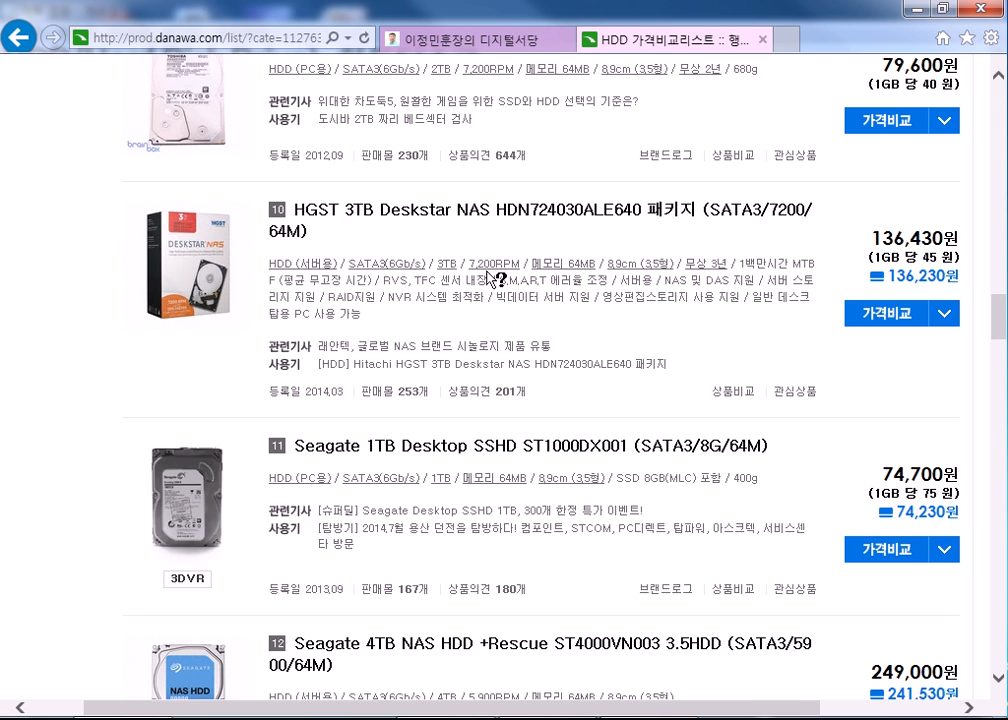 http://prod.danawa.com/list/?cate=11276
이정민훈장의 디지털서당
HDD 가격비교리스트 :: 행...
TOSHIBA
brain box
HDD (PC용) / SATA3(6Gb/s) / 2TB / 7,200RPM / 메모리 64MB / 8,9cm (3,5형) / 무상 2년 / 680g
79,600원
(1GB 당 40 원)
관련기사 위대한 차도둑5, 원활한 게임을 위한 SSD와 HDD 선택의 기준은?
사용기 도시바 2TB 짜리 베드섹터 검사
가격비교
등록일 2012,09 판매몰 230개 상품의견 644개
브랜드로그 상품비교 관심상품
10 HGST 3TB Deskstar NAS HDN724030ALE640 패키지 (SATA3/7200/
64M)
HGST
DESKSTAR NAS
136,430원
(1GB 당 45 원)
136,230원
HDD (서버용) / SATA3(6Gb/s) / 3TB / 7,200RPM / 메모리 64MB / 8,9cm (3,5형) / 무상 3년 / 1백만시간 MTB
F (평균 무고장 시간) / RVS, TFC 센서 내장 M,A,R,T 에러율 조정 / 서버용 / NAS 및 DAS 지원 / 서버 스토
리지 지원 / RAID지원 / NVR 시스템 최적화 / 빅데이터 서버 지원 / 영상편집스토리지 사용 지원 / 일반 데스크
탑용 PC 사용 가능
가격비교
관련기사 래안텍, 글로벌 NAS 브랜드 시놀로지 제품 유통
사용기 [HDD] Hitachi HGST 3TB Deskstar NAS HDN724030ALE640 패키지
등록일 2014,03 판매몰 253개 상품의견 201개
상품비교 관심상품
11 Seagate 1TB Desktop SSHD ST1000DX001 (SATA3/8G/64M)
74,700원
(1GB 당 75 원)
74,230원
HDD (PC용) / SATA3(6Gb/s) / 1TB / 메모리 64MB / 8,9cm (3,5형) / SSD 8GB(MLC) 포함 / 400g
관련기사 [슈퍼딜] Seagate Desktop SSHD 1TB, 300개 한정 특가 이벤트!
사용기 [탐방기] 2014,7월 용산 던전을 탐방하다! 컴포인트, STCOM, PC디렉트, 탑파워, 아스크텍, 서비스센
터 방문
가격비교
3DVR
등록일 2013,09 판매몰 167개 상품의견 180개
브랜드로그 상품비교 관심상품
12 Seagate 4TB NAS HDD +Rescue ST4000VN003 3.5HDD (SATA3/59
00/64M)
SEAGATE
NAS HDD
249,000원
241,530원
HDD (서버용) / SATA3(6Gb/s) / 4TB / 5,900RPM / 메모리 64MB / 8,9cm (3,5형)